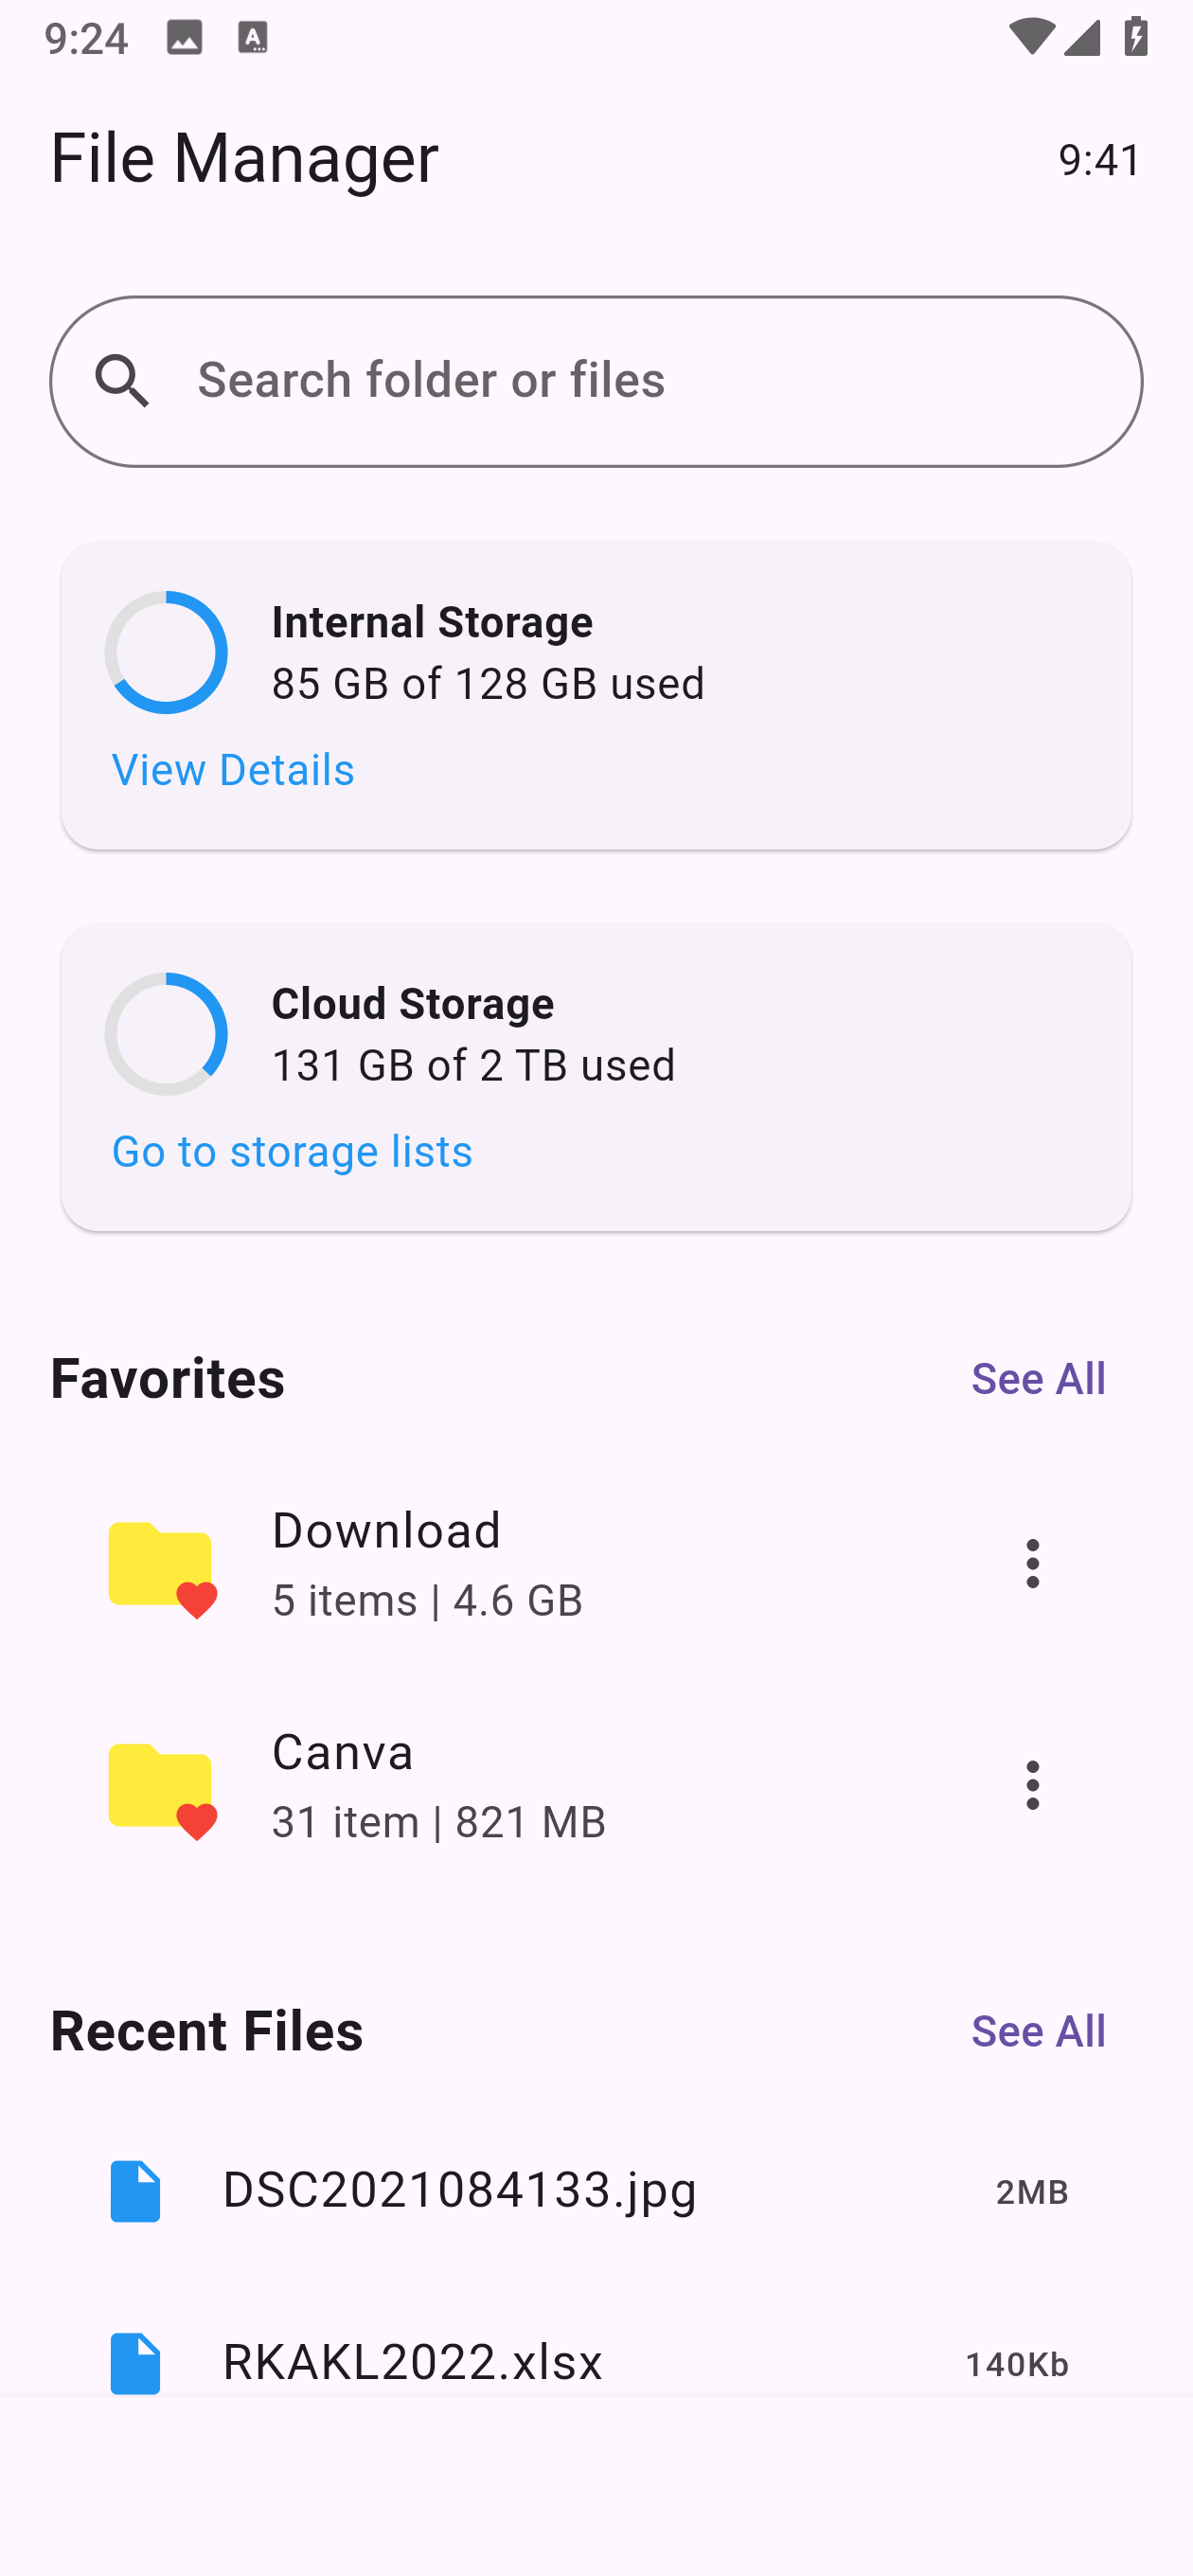 9:24
File Manager
9:41
Search folder or files
Internal Storage
85 GB of 128 GB used
View Details
Cloud Storage
131 GB of 2 TB used
Go to storage lists
Favorites
See All
Download
5 items | 4.6 GB
Canva
31 item | 821 MB
Recent Files
See All
DSC2021084133.jpg
2MB
RKAKL2022.xlsx
140Kb